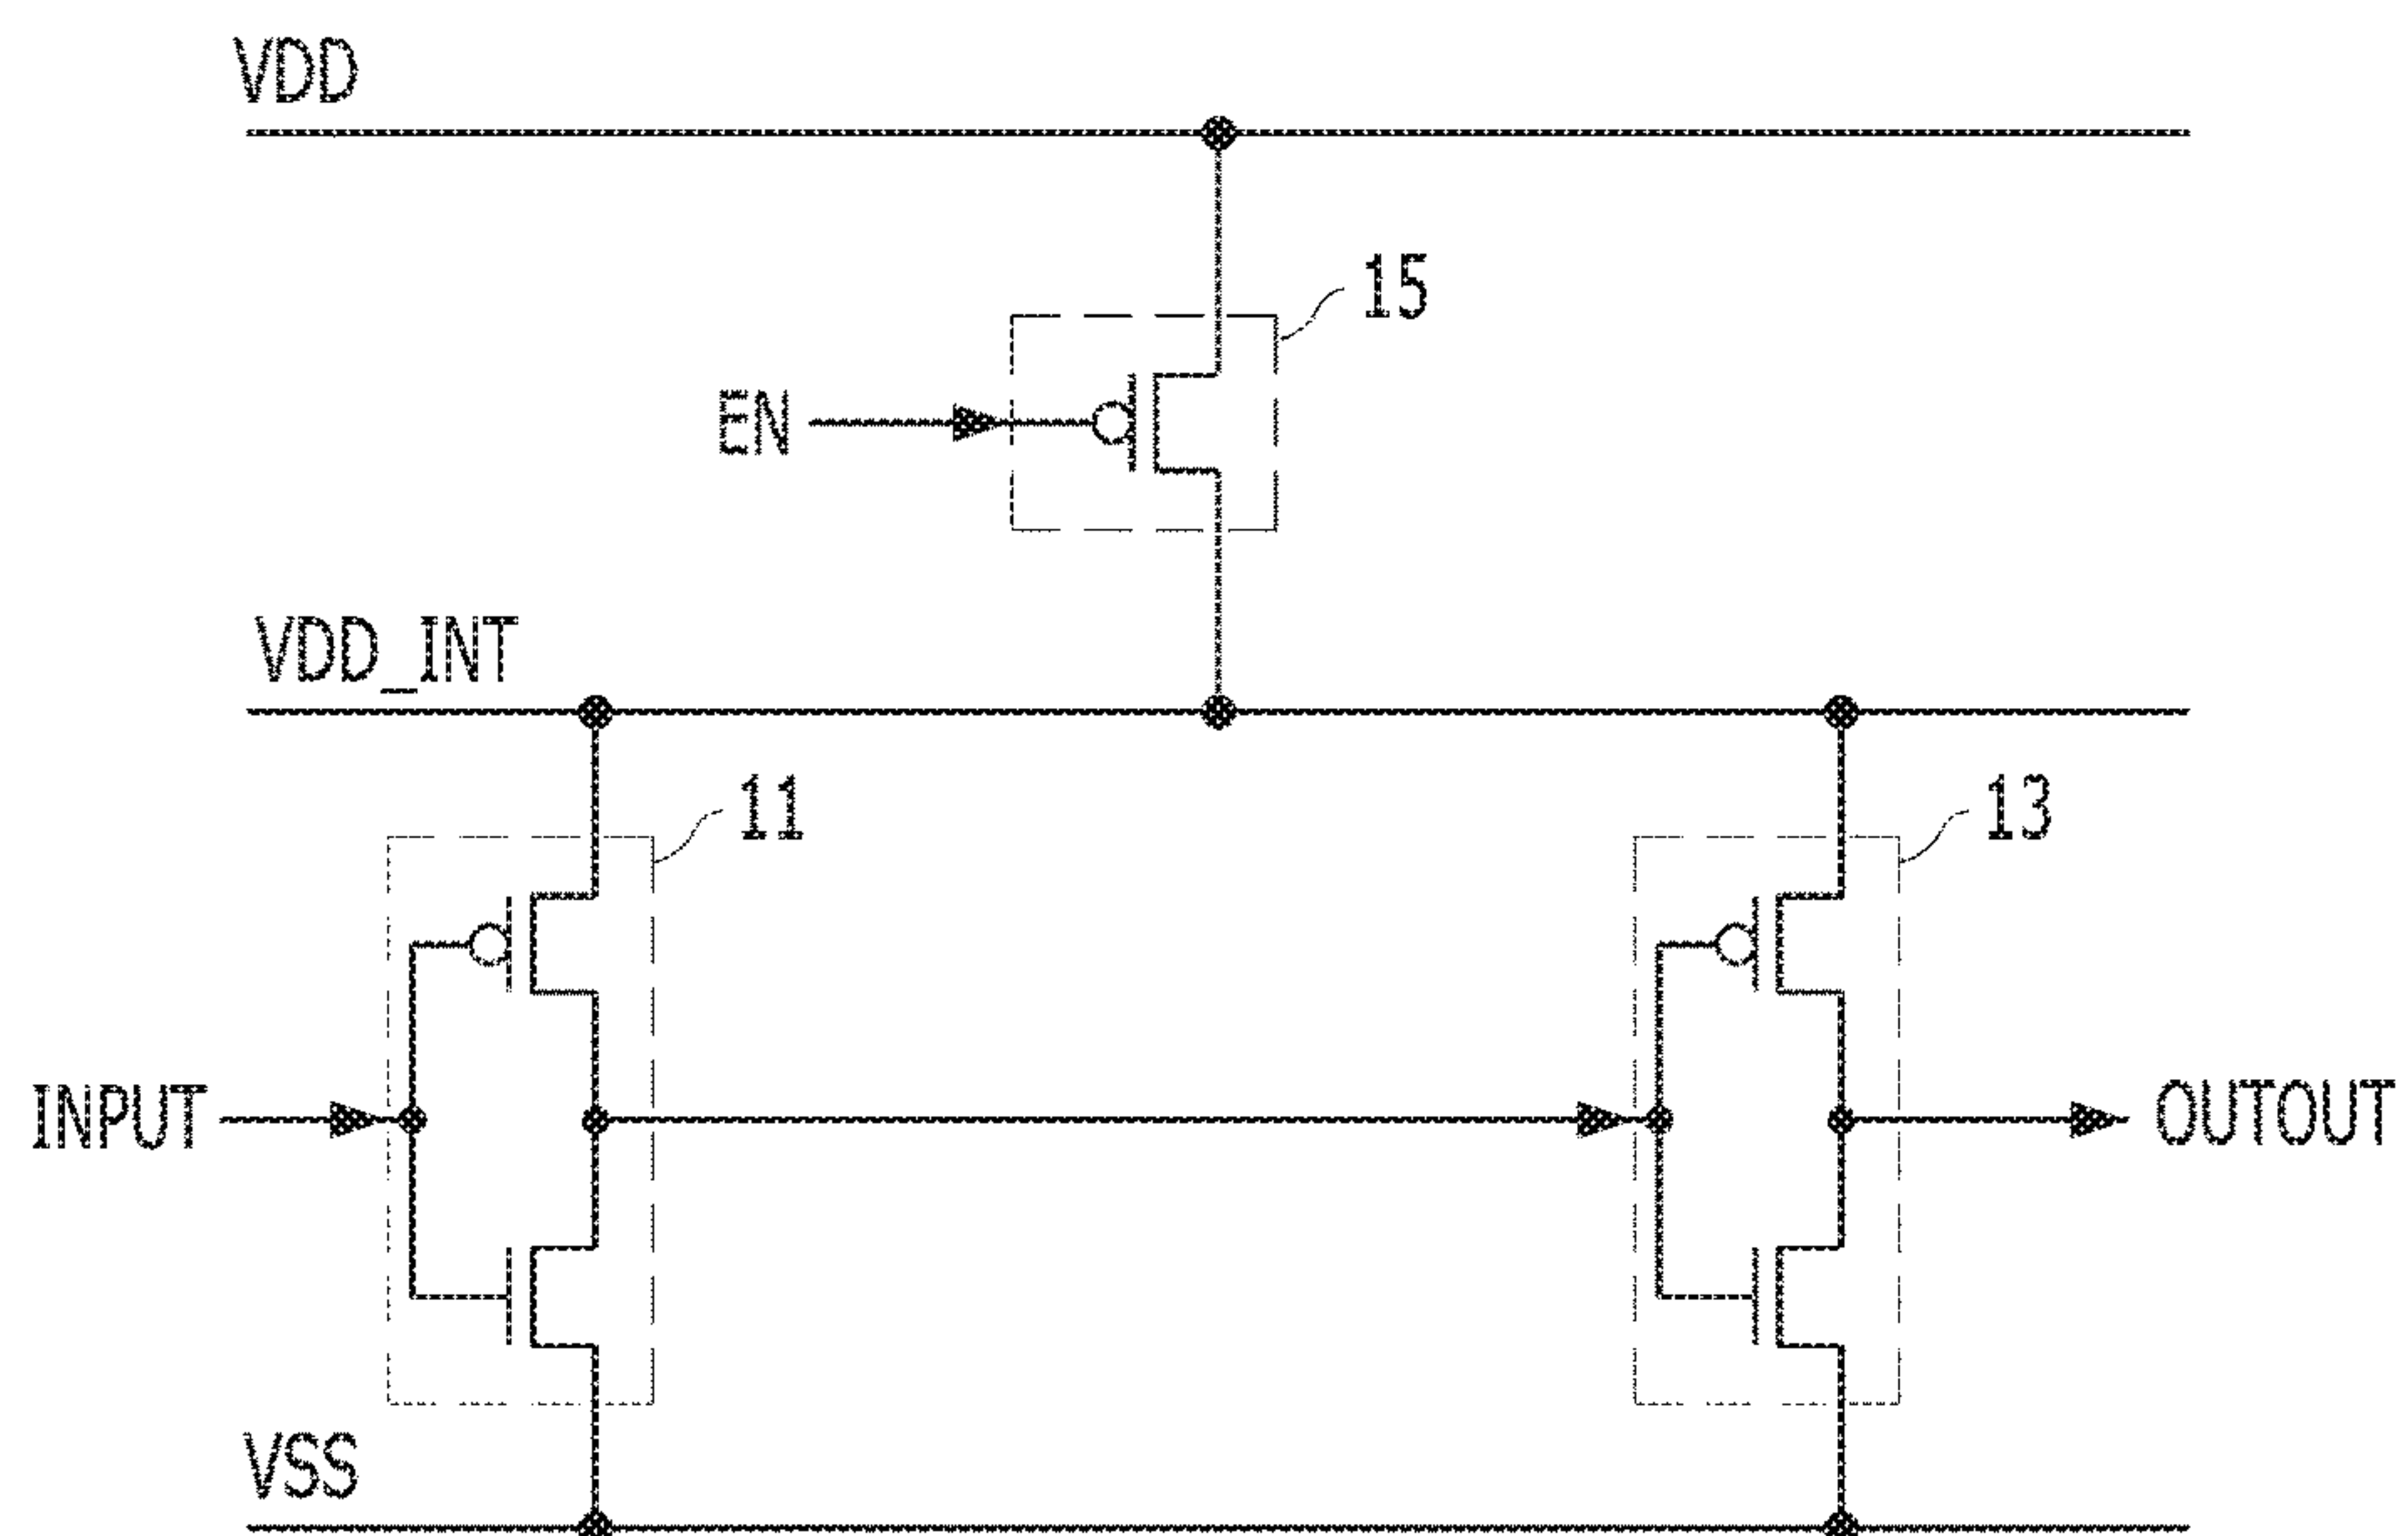 VDD
15
EN
VDD_INT
11
13
INPUT
OUTOUT
VSS